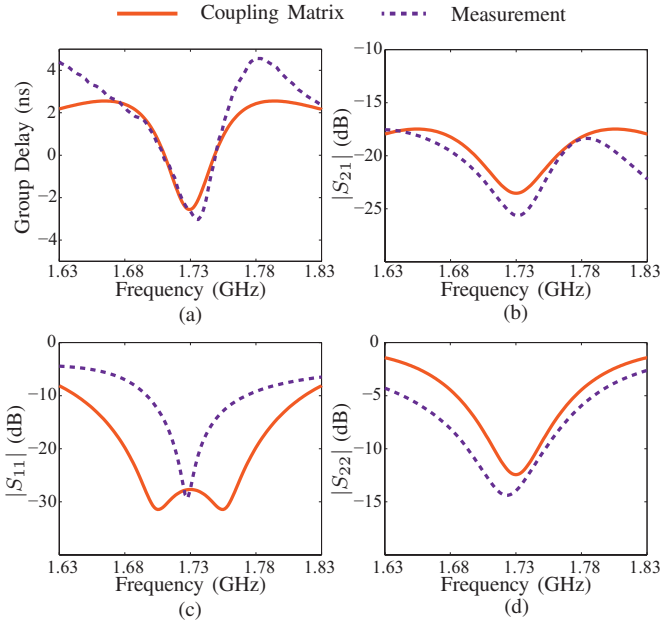 Coupling Matrix Measurement
Group Delay (ns)
4
2
0
−2
−4
1.63 1.68 1.73 1.78 1.83
Frequency (GHz)
(a)
|S21| (dB)
−10
−15
−20
−25
1.63 1.68 1.73 1.78 1.83
Frequency (GHz)
(b)
|S11| (dB)
0
−10
−20
−30
1.63 1.68 1.73 1.78 1.83
Frequency (GHz)
(c)
|S22| (dB)
0
−5
−10
−15
1.63 1.68 1.73 1.78 1.83
Frequency (GHz)
(d)